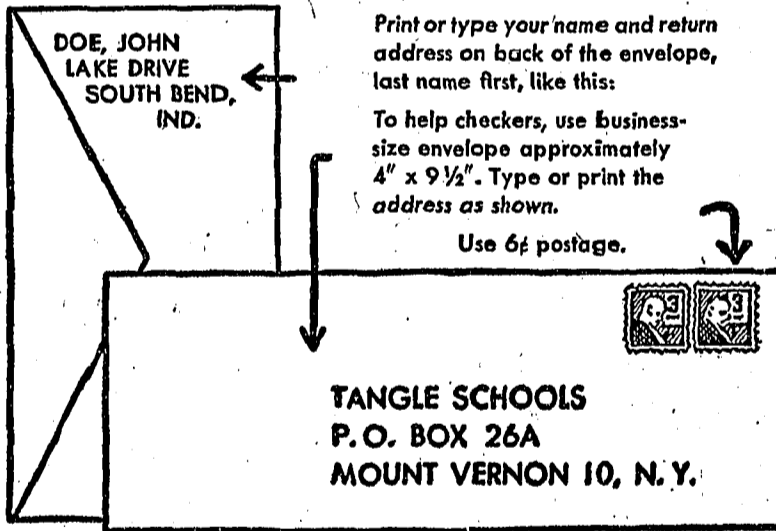 DOE, JOHN
LAKE DRIVE
SOUTH BEND,
IND.
Print or type your name and return
address on back of the envelope,
last name first, like this:
To help checkers, use business-
size envelope approximately
4" x 9½". Type or print the
address as shown.
Use 6¢ postage.
3
3
TANGLE SCHOOLS
P.O. BOX 26A
MOUNT VERNON 10, N.Y.